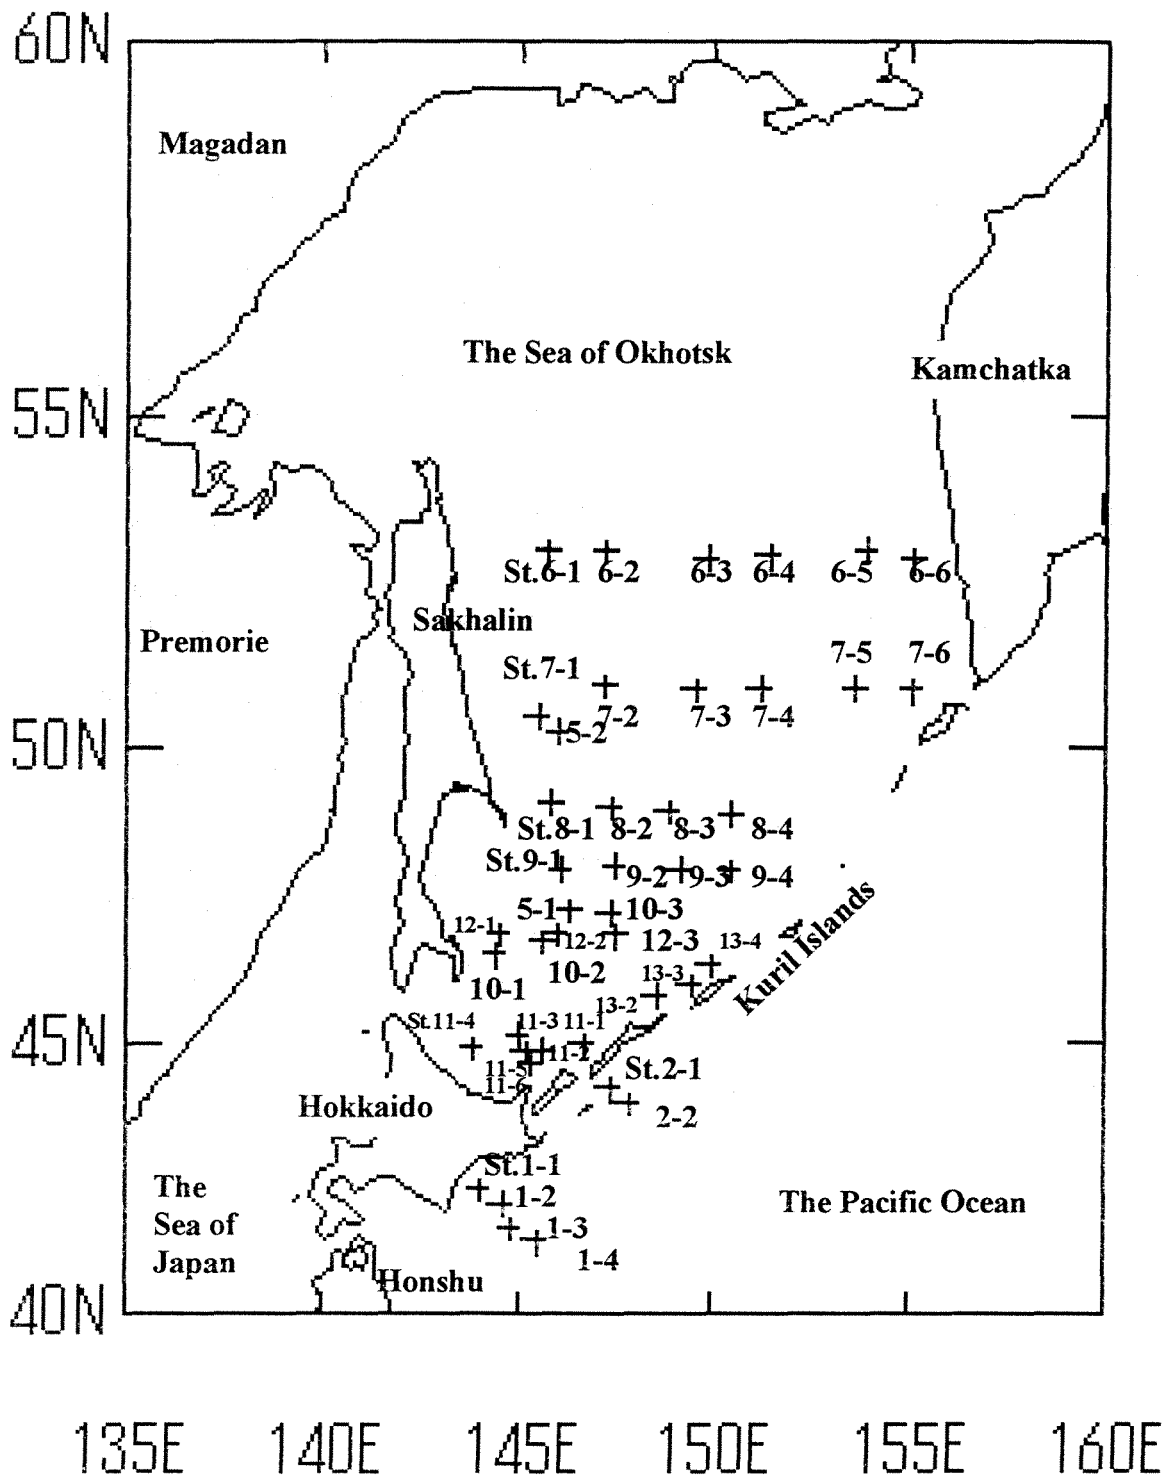 60N
Magadan
The Sea of Okhotsk
Kamchatka
55N
St.6-1 6-2 6-3 6-4 6-5 6-6
Sakhalin
Premorie
7-5 7-6
St.7-1
7-2 7-3 7-4
5-2
50N
St.8-1 8-2 8-3 8-4
St.9-1
9-2 9-3 9-4
5-1 10-3
12-1 12-2 12-3 13-4
10-2
13-3
10-1
13-2
Kuril Islands
St.11-4 11-3 11-1
45N
11-2
11-5
St.2-1
11-6
Hokkaido
2-2
St.1-1
The
Sea of
Japan
1-2
The Pacific Ocean
1-3
1-4
Honshu
40N
135E 140E 145E 150E 155E 160E